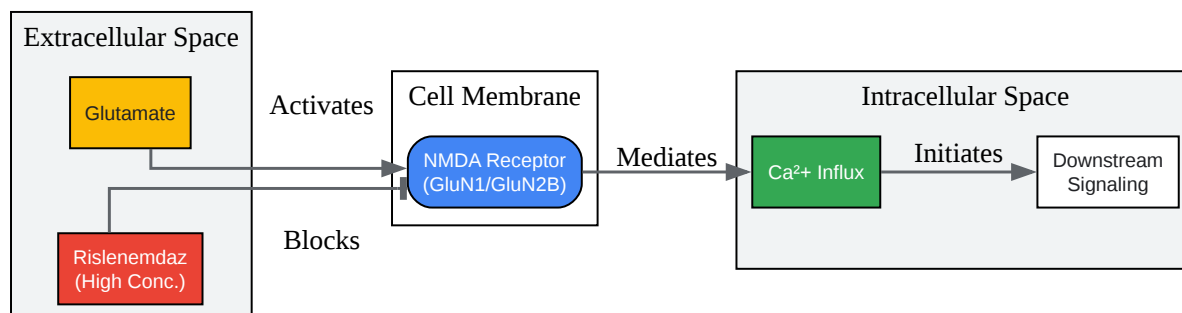 Extracellular Space
Glutamate
Rislenemdaz
(High Conc.)
Activates
Blocks
Cell Membrane
NMDA Receptor
(GluN1/GluN2B)
Mediates
Intracellular Space
Ca²+ Influx
Initiates
Downstream
Signaling